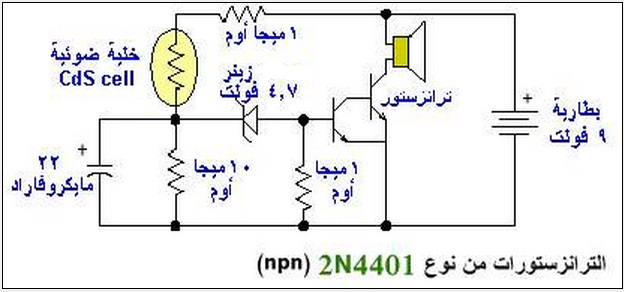 ١ ميجا أوم
خلية ضوئية
CdS cell
زينر
٤,٧ فولت
ترانزستور
بطارية
٩ فولت
+
+
٢٢
مايكروفاراد
١٠ ميجا
أوم
١ ميجا
أوم
الترانزستورات من نوع 2N4401 (npn)